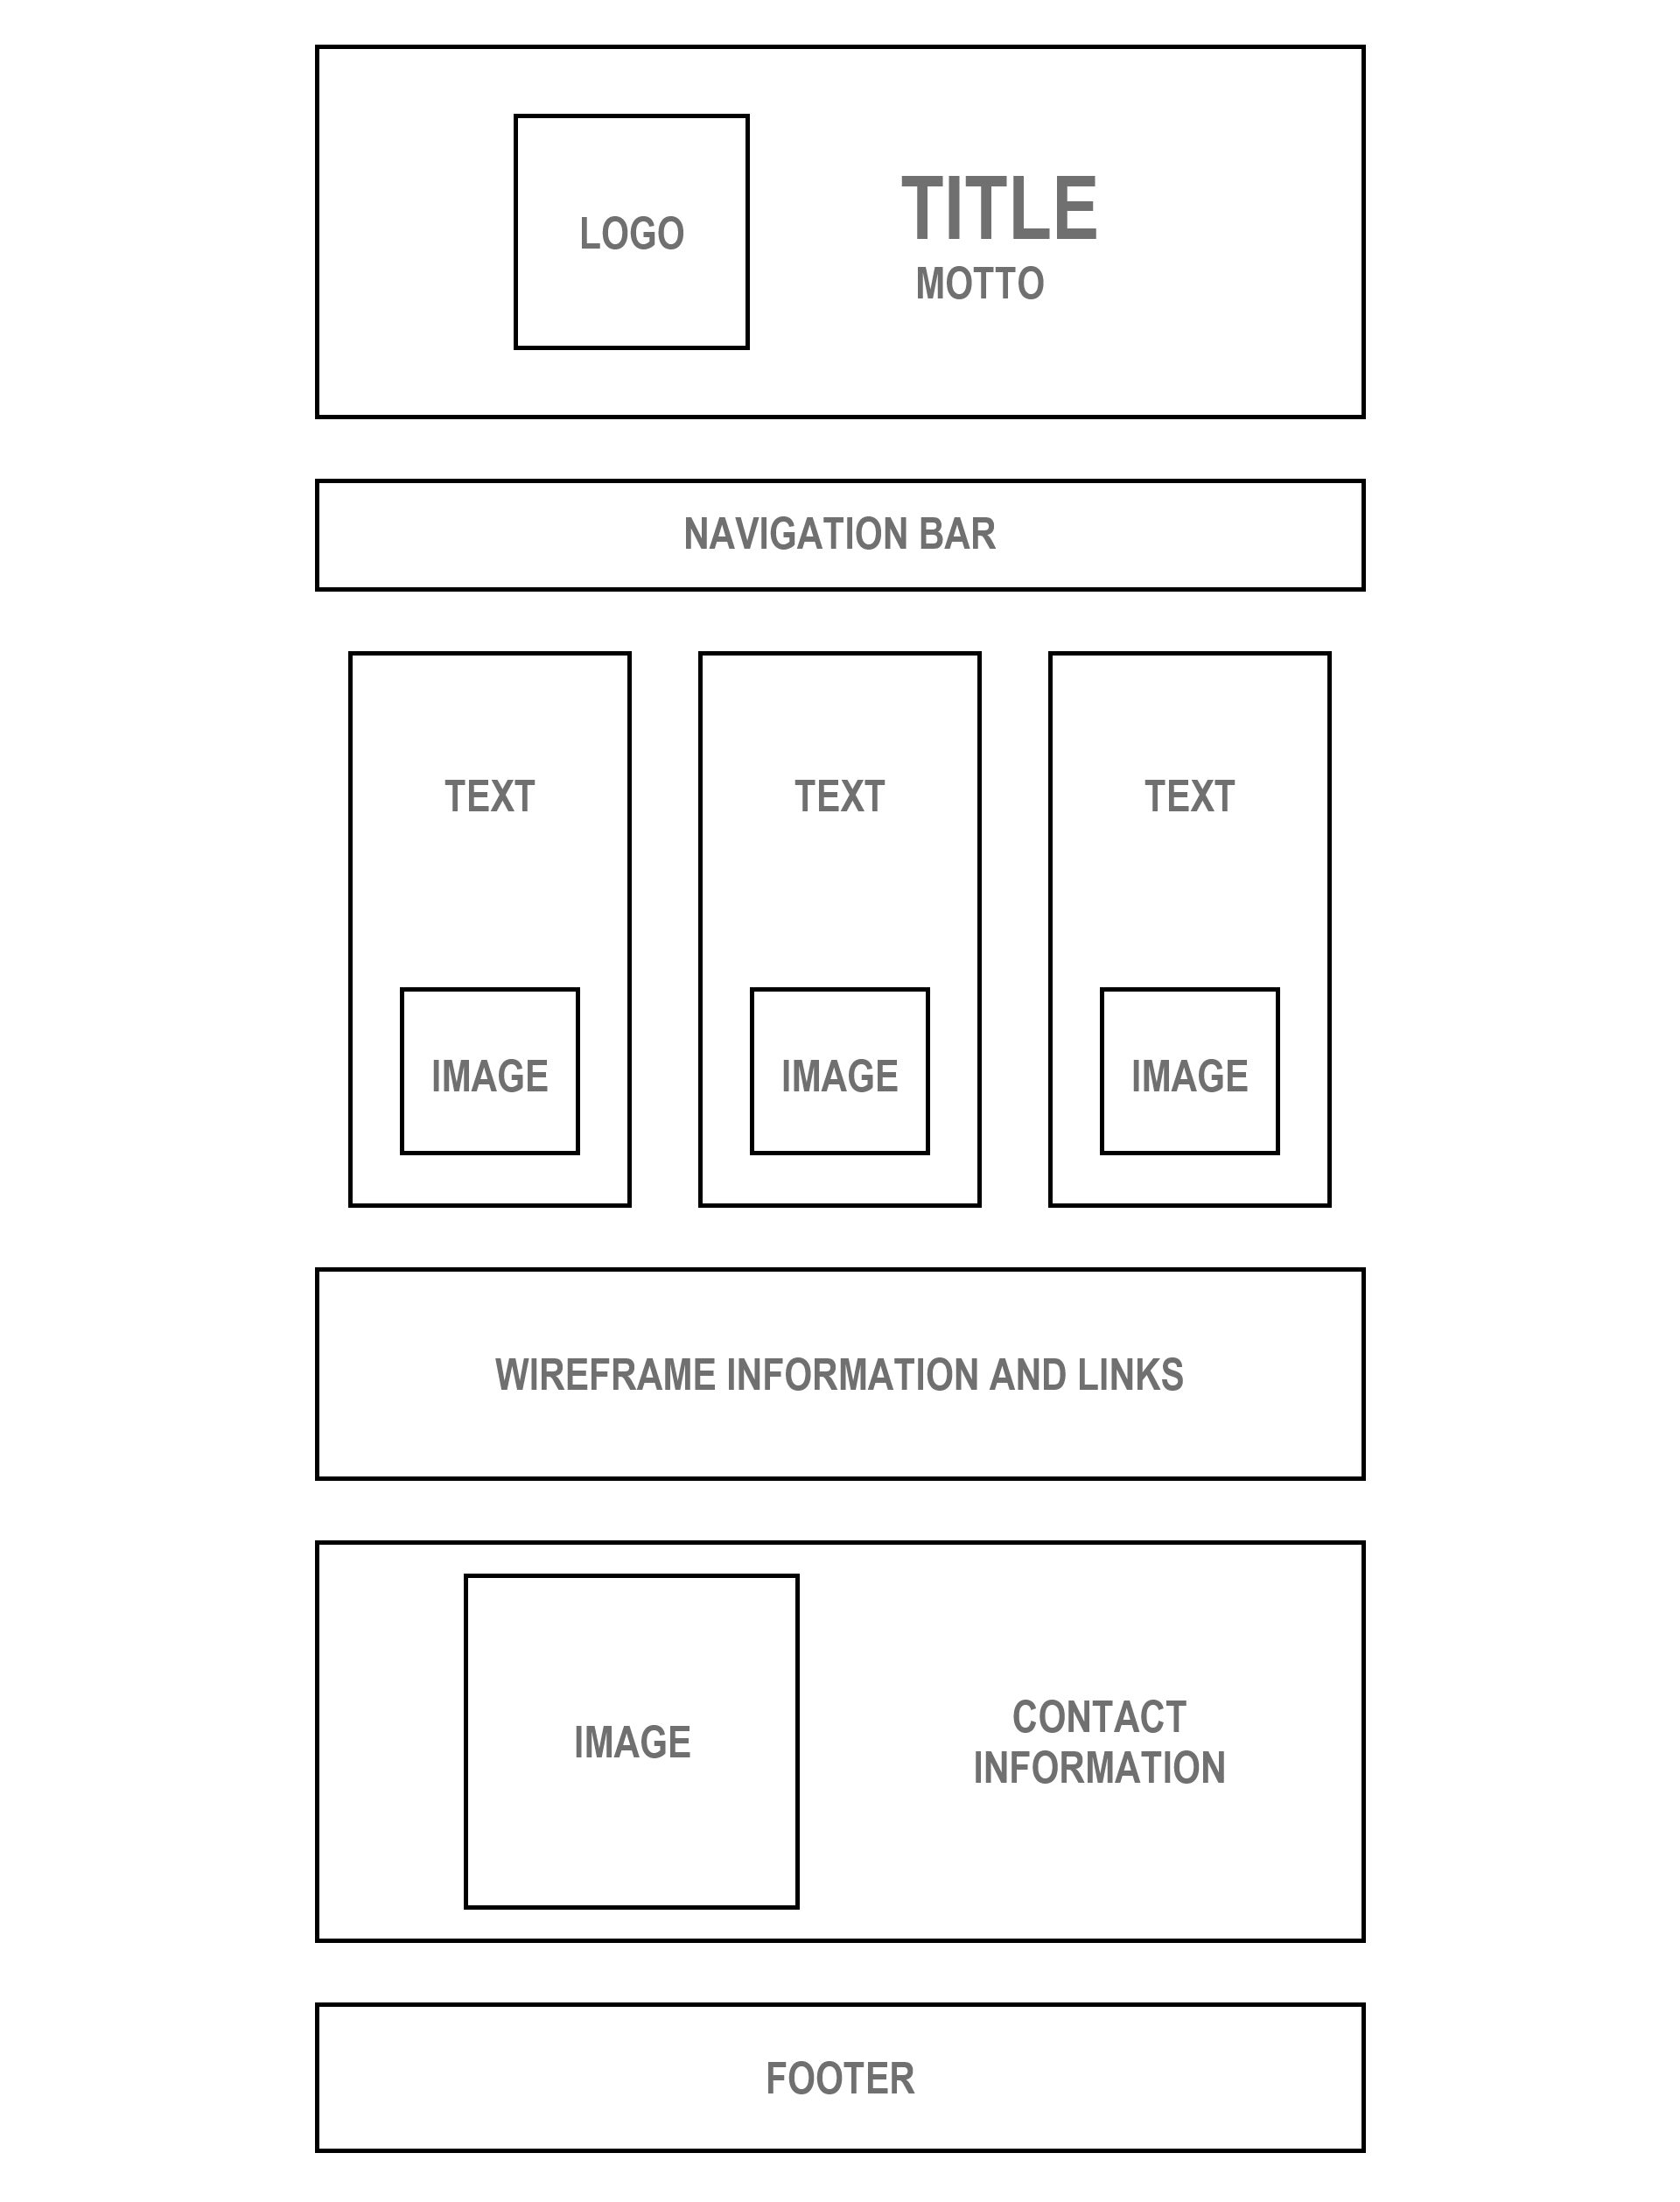 LOGO
TITLE
MOTTO
NAVIGATION BAR
TEXT
TEXT
TEXT
IMAGE
IMAGE
IMAGE
WIREFRAME INFORMATION AND LINKS
IMAGE
CONTACT
INFORMATION
FOOTER